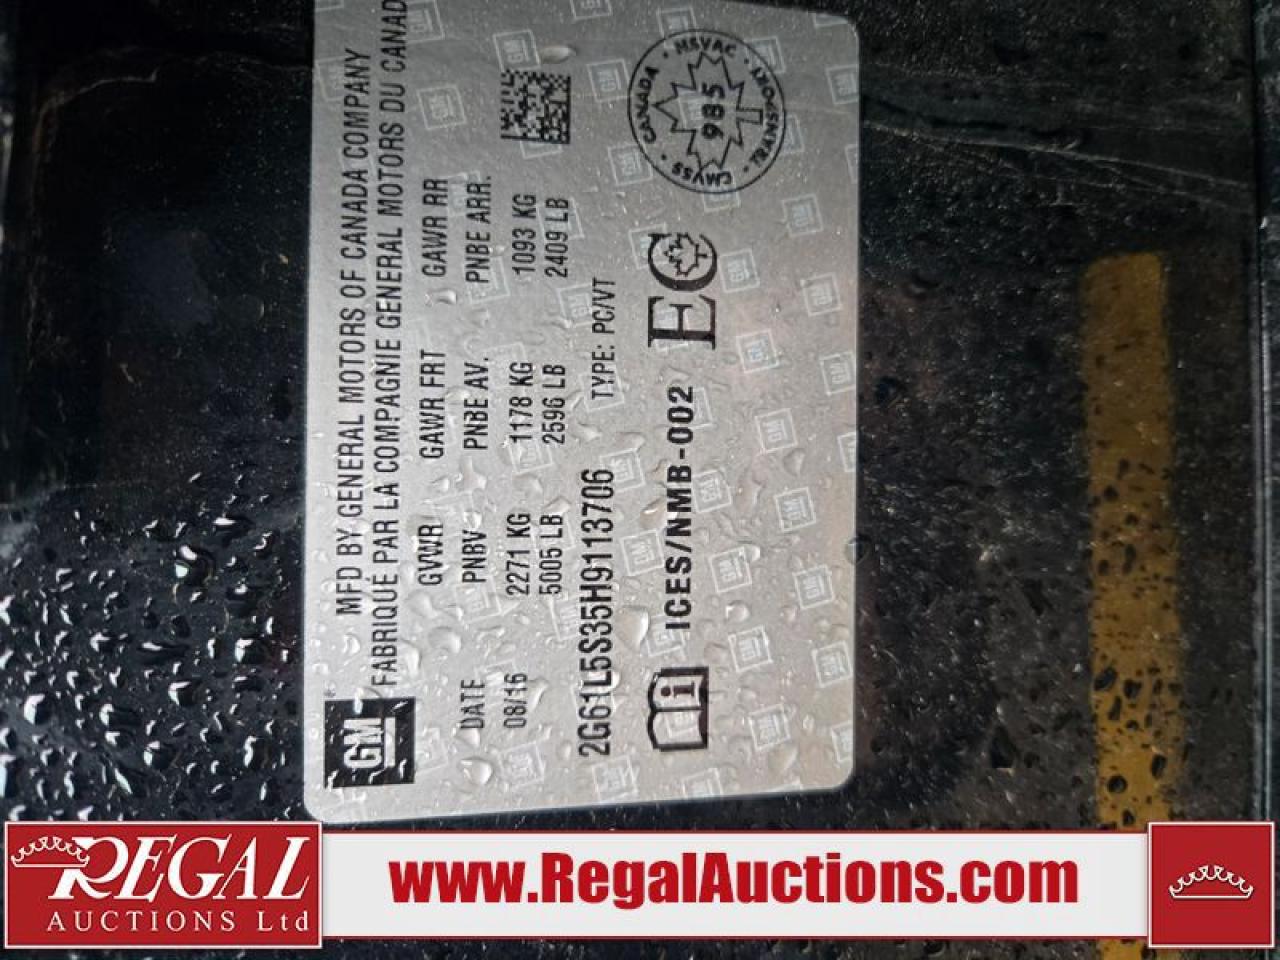 GM
MFD BY GENERAL MOTORS OF CANADA COMPANY
FABRIQUÉ PAR LA COMPAGNIE GENERAL MOTORS DU CANAD
DATE GVWR GAWR FRT GAWR RR
PNBV PNBE AV. PNBE ARR.
08/16 2271 KG 1178 KG 1093 KG
5005 LB 2596 LB 2409 LB
2G61L5S35H9113706 TYPE: PC/VT
ICES/NMB-002 EC
CANADA · NSVAC · TRANSPORT · CMVSS
985
REGAL
AUCTIONS Ltd
www.RegalAuctions.com